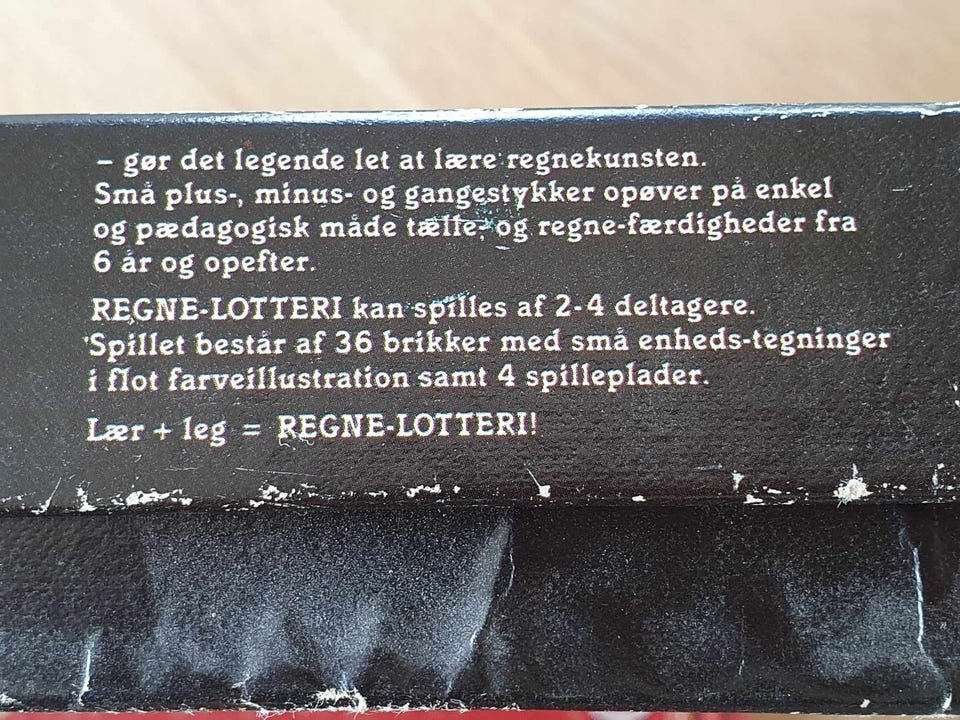 – gør det legende let at lære regnekunsten.
Små plus-, minus- og gangestykker opøver på enkel
og pædagogisk måde tælle- og regne-færdigheder fra
6 år og opefter.
REGNE-LOTTERI kan spilles af 2-4 deltagere.
Spillet består af 36 brikker med små enheds-tegninger
i flot farveillustration samt 4 spilleplader.
Lær + leg = REGNE-LOTTERI!